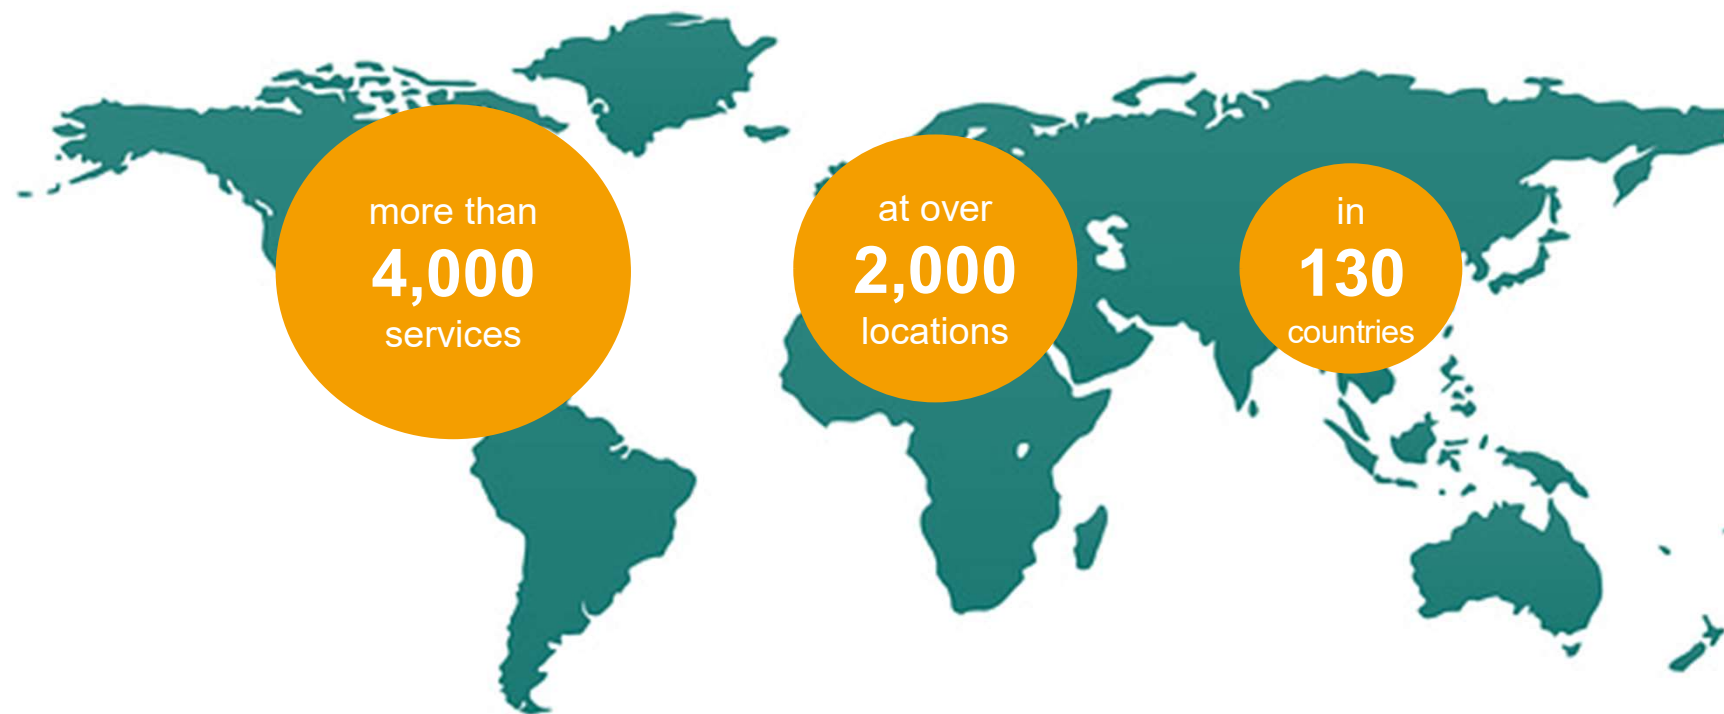 more than
4,000
services
at over
2,000
locations
in
130
countries